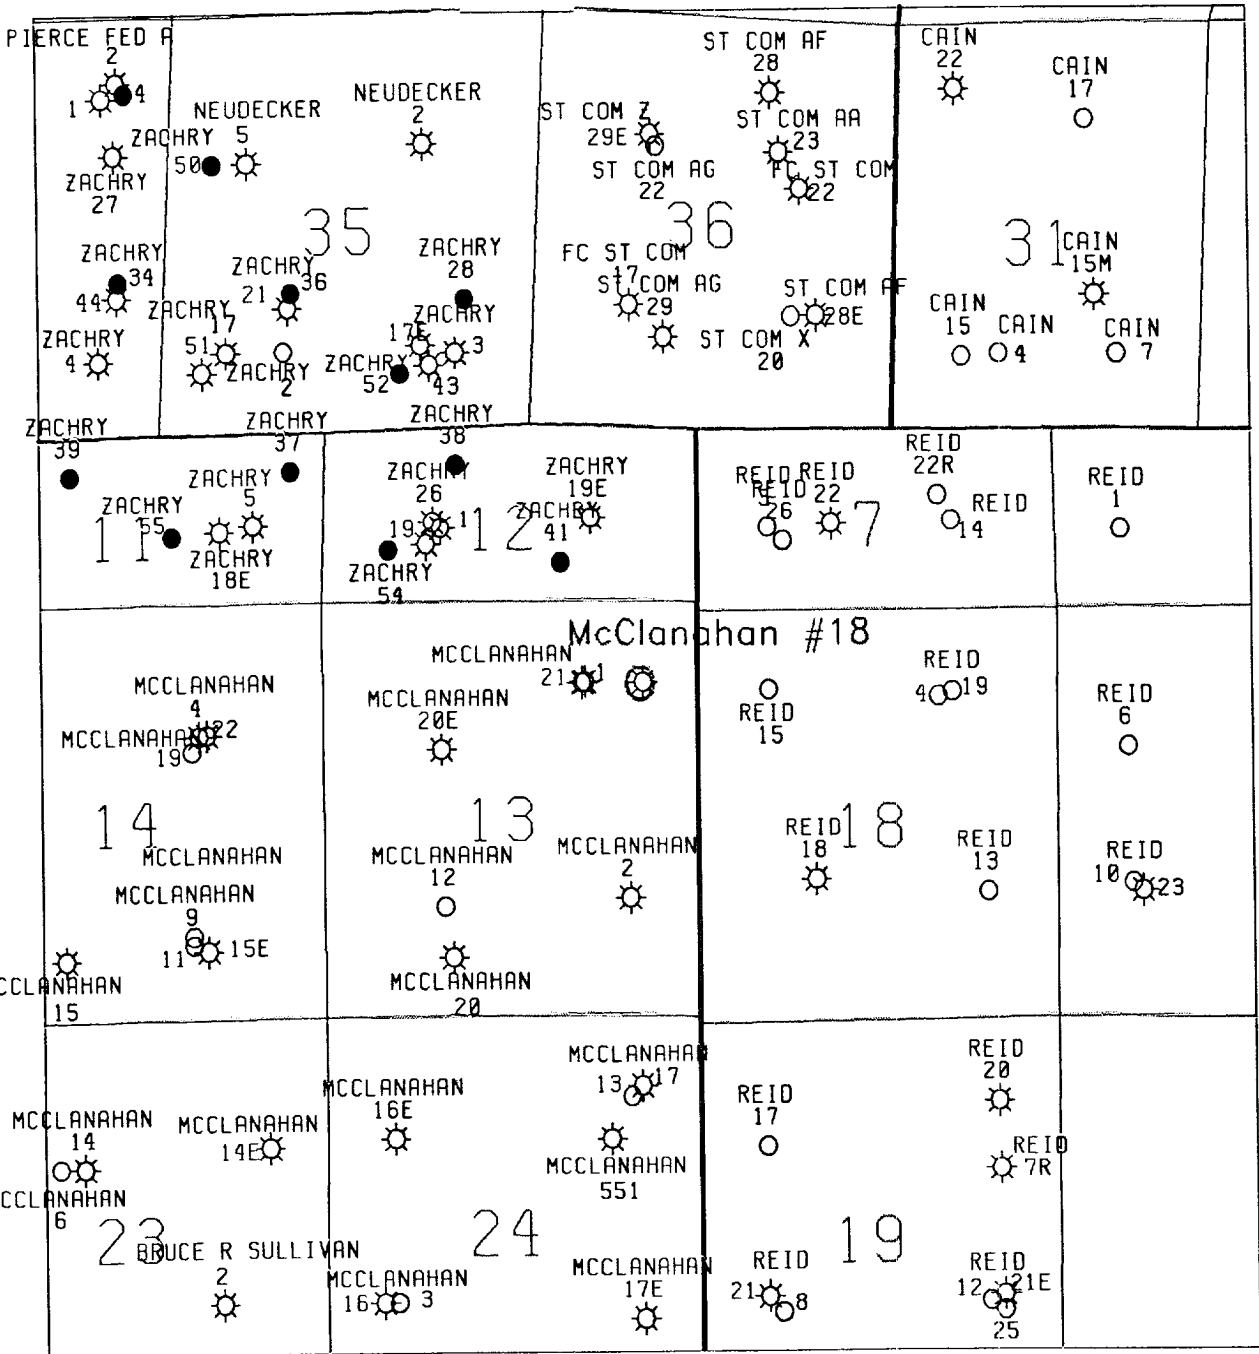 PIERCE FED A
2
1
4
ZACHRY
27
NEUDECKER
5
ZACHRY
50
NEUDECKER
2
35
ZACHRY
34
44
ZACHRY
4
ZACHRY
36
21
ZACHRY
17
51
ZACHRY
2
ZACHRY
28
ZACHRY
17E
3
ZACHRY
52
43
ST COM AF
28
ST COM Z
29E
ST COM AA
23
ST COM AG
22
FC ST COM
22
36
FC ST COM
17
ST COM AG
29
ST COM AF
28E
ST COM X
20
CAIN
22
CAIN
17
31
CAIN
15M
CAIN
15
CAIN
4
CAIN
7
ZACHRY
39
ZACHRY
37
ZACHRY
38
ZACHRY
5
ZACHRY
55
11
ZACHRY
18E
ZACHRY
26
19
1
12
ZACHRY
54
ZACHRY
19E
ZACHRY
41
REID
REID
26
REID
22
7
REID
22R
REID
14
REID
1
McClanahan #18
MCCLANAHAN
21
1
MCCLANAHAN
4
22
MCCLANAHAN
19
MCCLANAHAN
20E
14
13
MCCLANAHAN
MCCLANAHAN
9
11
15E
MCCLANAHAN
12
MCCLANAHAN
2
CCLANAHAN
15
MCCLANAHAN
20
REID
15
REID
4
19
REID
6
18
REID
18
REID
13
REID
10
23
MCCLANAHAN
13
17
MCCLANAHAN
16E
MCCLANAHAN
14
MCCLANAHAN
14E
MCCLANAHAN
551
CCLANAHAN
6
23
24
BRUCE R SULLIVAN
2
MCCLANAHAN
16
3
MCCLANAHAN
17E
REID
20
REID
17
REID
7R
19
REID
21
8
REID
12
21E
25